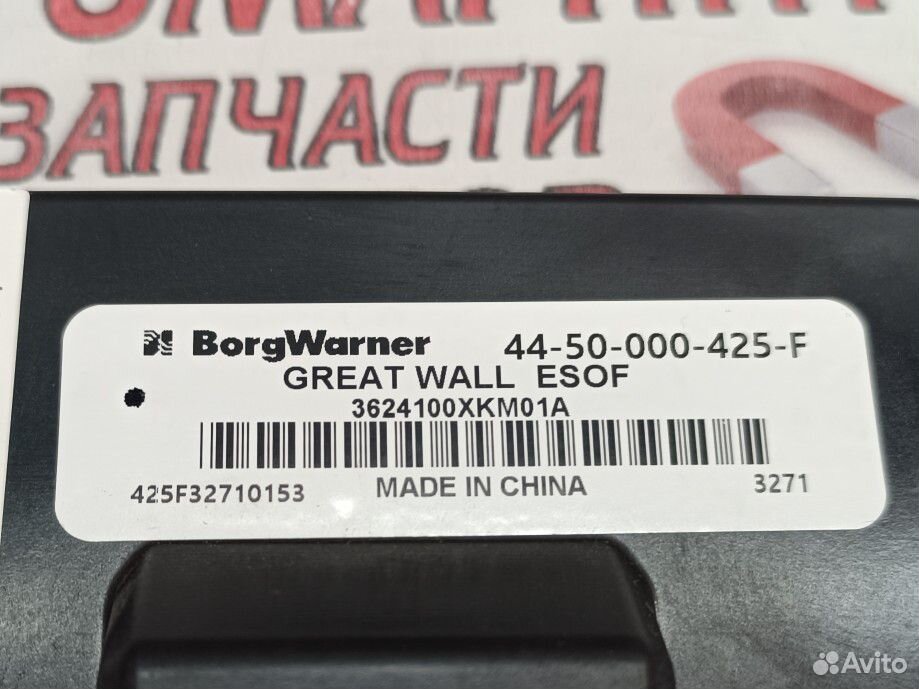 ЗАПЧАСТИ
BorgWarner 44-50-000-425-F
GREAT WALL ESOF
3624100XKM01A
425F32710153 MADE IN CHINA 3271
Avito